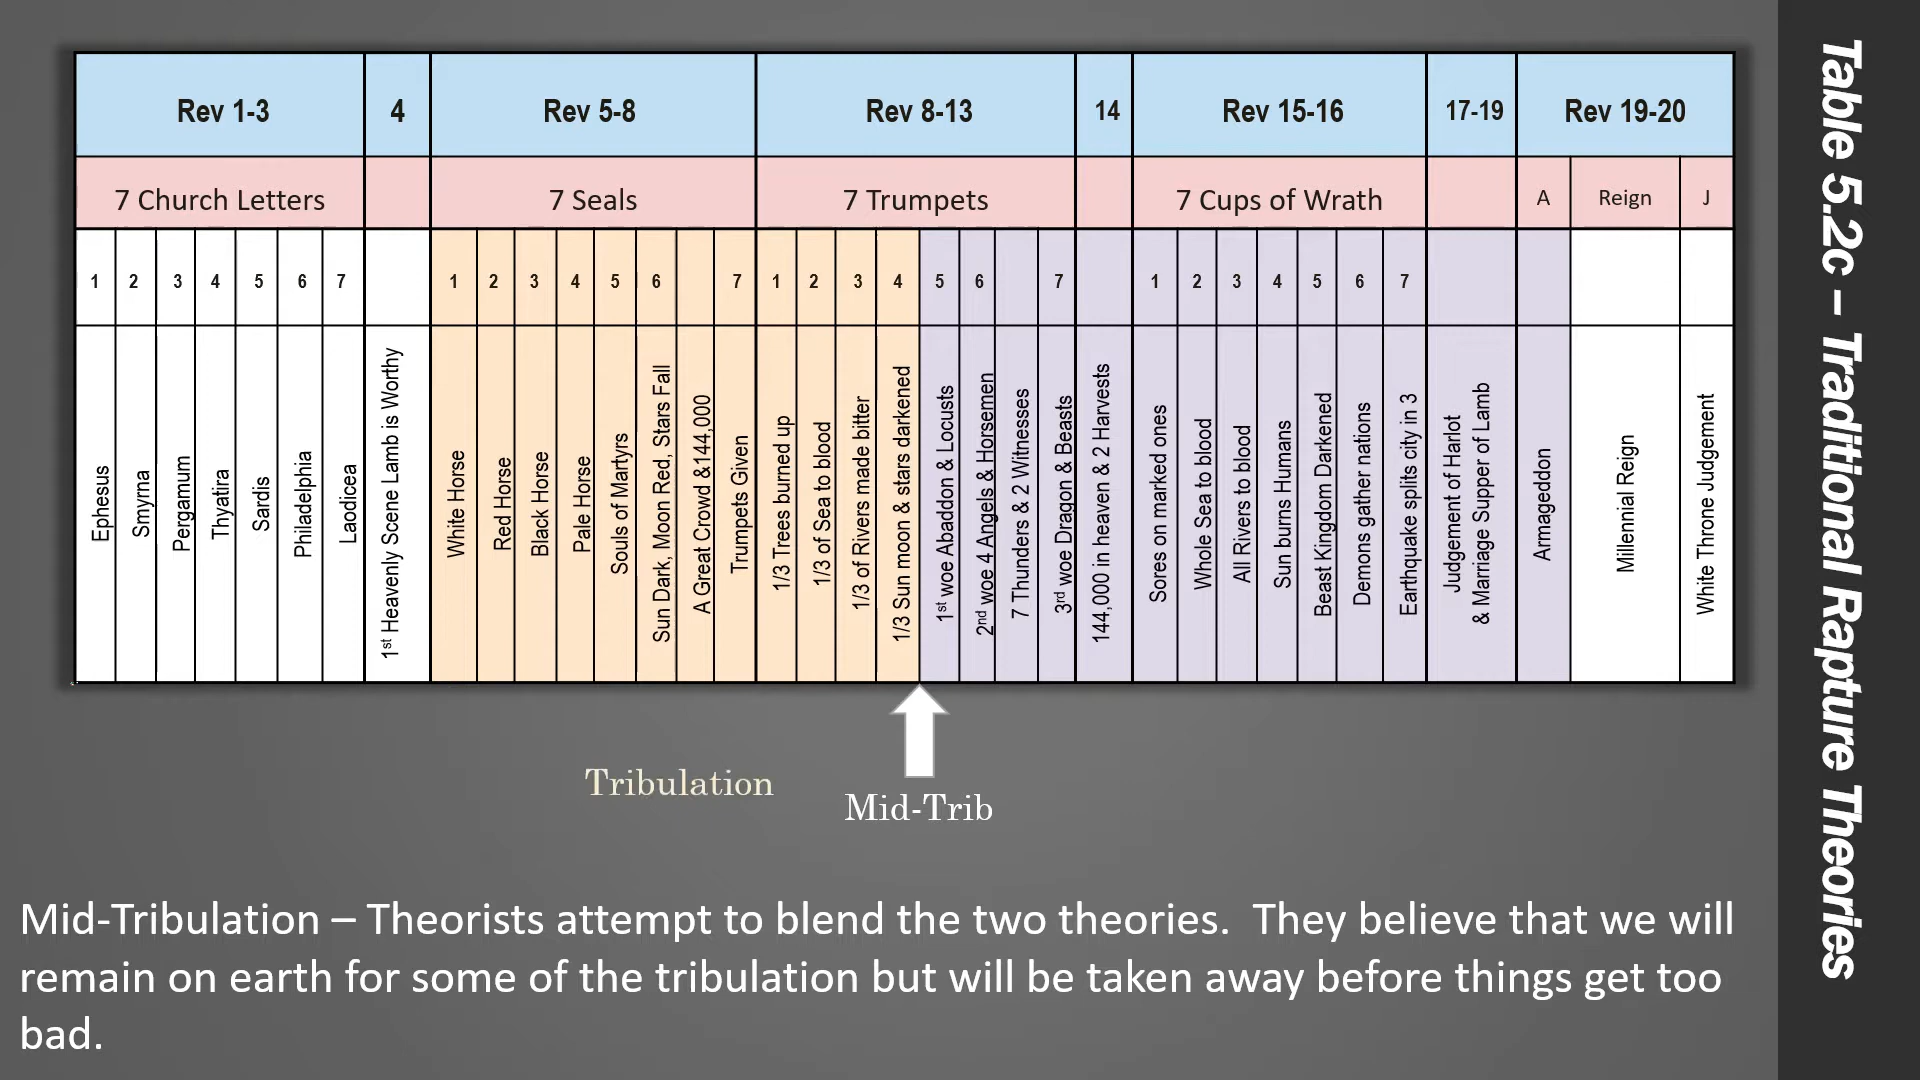 Rev 1-3 4 Rev 5-8 Rev 8-13 14 Rev 15-16 17-19 Rev 19-20
7 Church Letters 7 Seals 7 Trumpets 7 Cups of Wrath A Reign J
1 2 3 4 5 6 7 1 2 3 4 5 6 7 1 2 3 4 5 6 7 1 2 3 4 5 6 7
Ephesus
Smyrna
Pergamum
Thyatira
Sardis
Philadelphia
Laodicea
1st Heavenly Scene Lamb is Worthy
White Horse
Red Horse
Black Horse
Pale Horse
Souls of Martyrs
Sun Dark, Moon Red, Stars Fall
A Great Crowd &144,000
Trumpets Given
1/3 Trees burned up
1/3 of Sea to blood
1/3 of Rivers made bitter
1/3 Sun moon & stars darkened
1st woe Abaddon & Locusts
2nd woe 4 Angels & Horsemen
7 Thunders & 2 Witnesses
3rd woe Dragon & Beasts
144,000 in heaven & 2 Harvests
Sores on marked ones
Whole Sea to blood
All Rivers to blood
Sun burns Humans
Beast Kingdom Darkened
Demons gather nations
Earthquake splits city in 3
Judgement of Harlot
& Marriage Supper of Lamb
Armageddon
Millennial Reign
White Throne Judgement
Tribulation
Mid-Trib
Mid-Tribulation – Theorists attempt to blend the two theories. They believe that we will
remain on earth for some of the tribulation but will be taken away before things get too
bad.
Table 5.2c – Traditional Rapture Theories